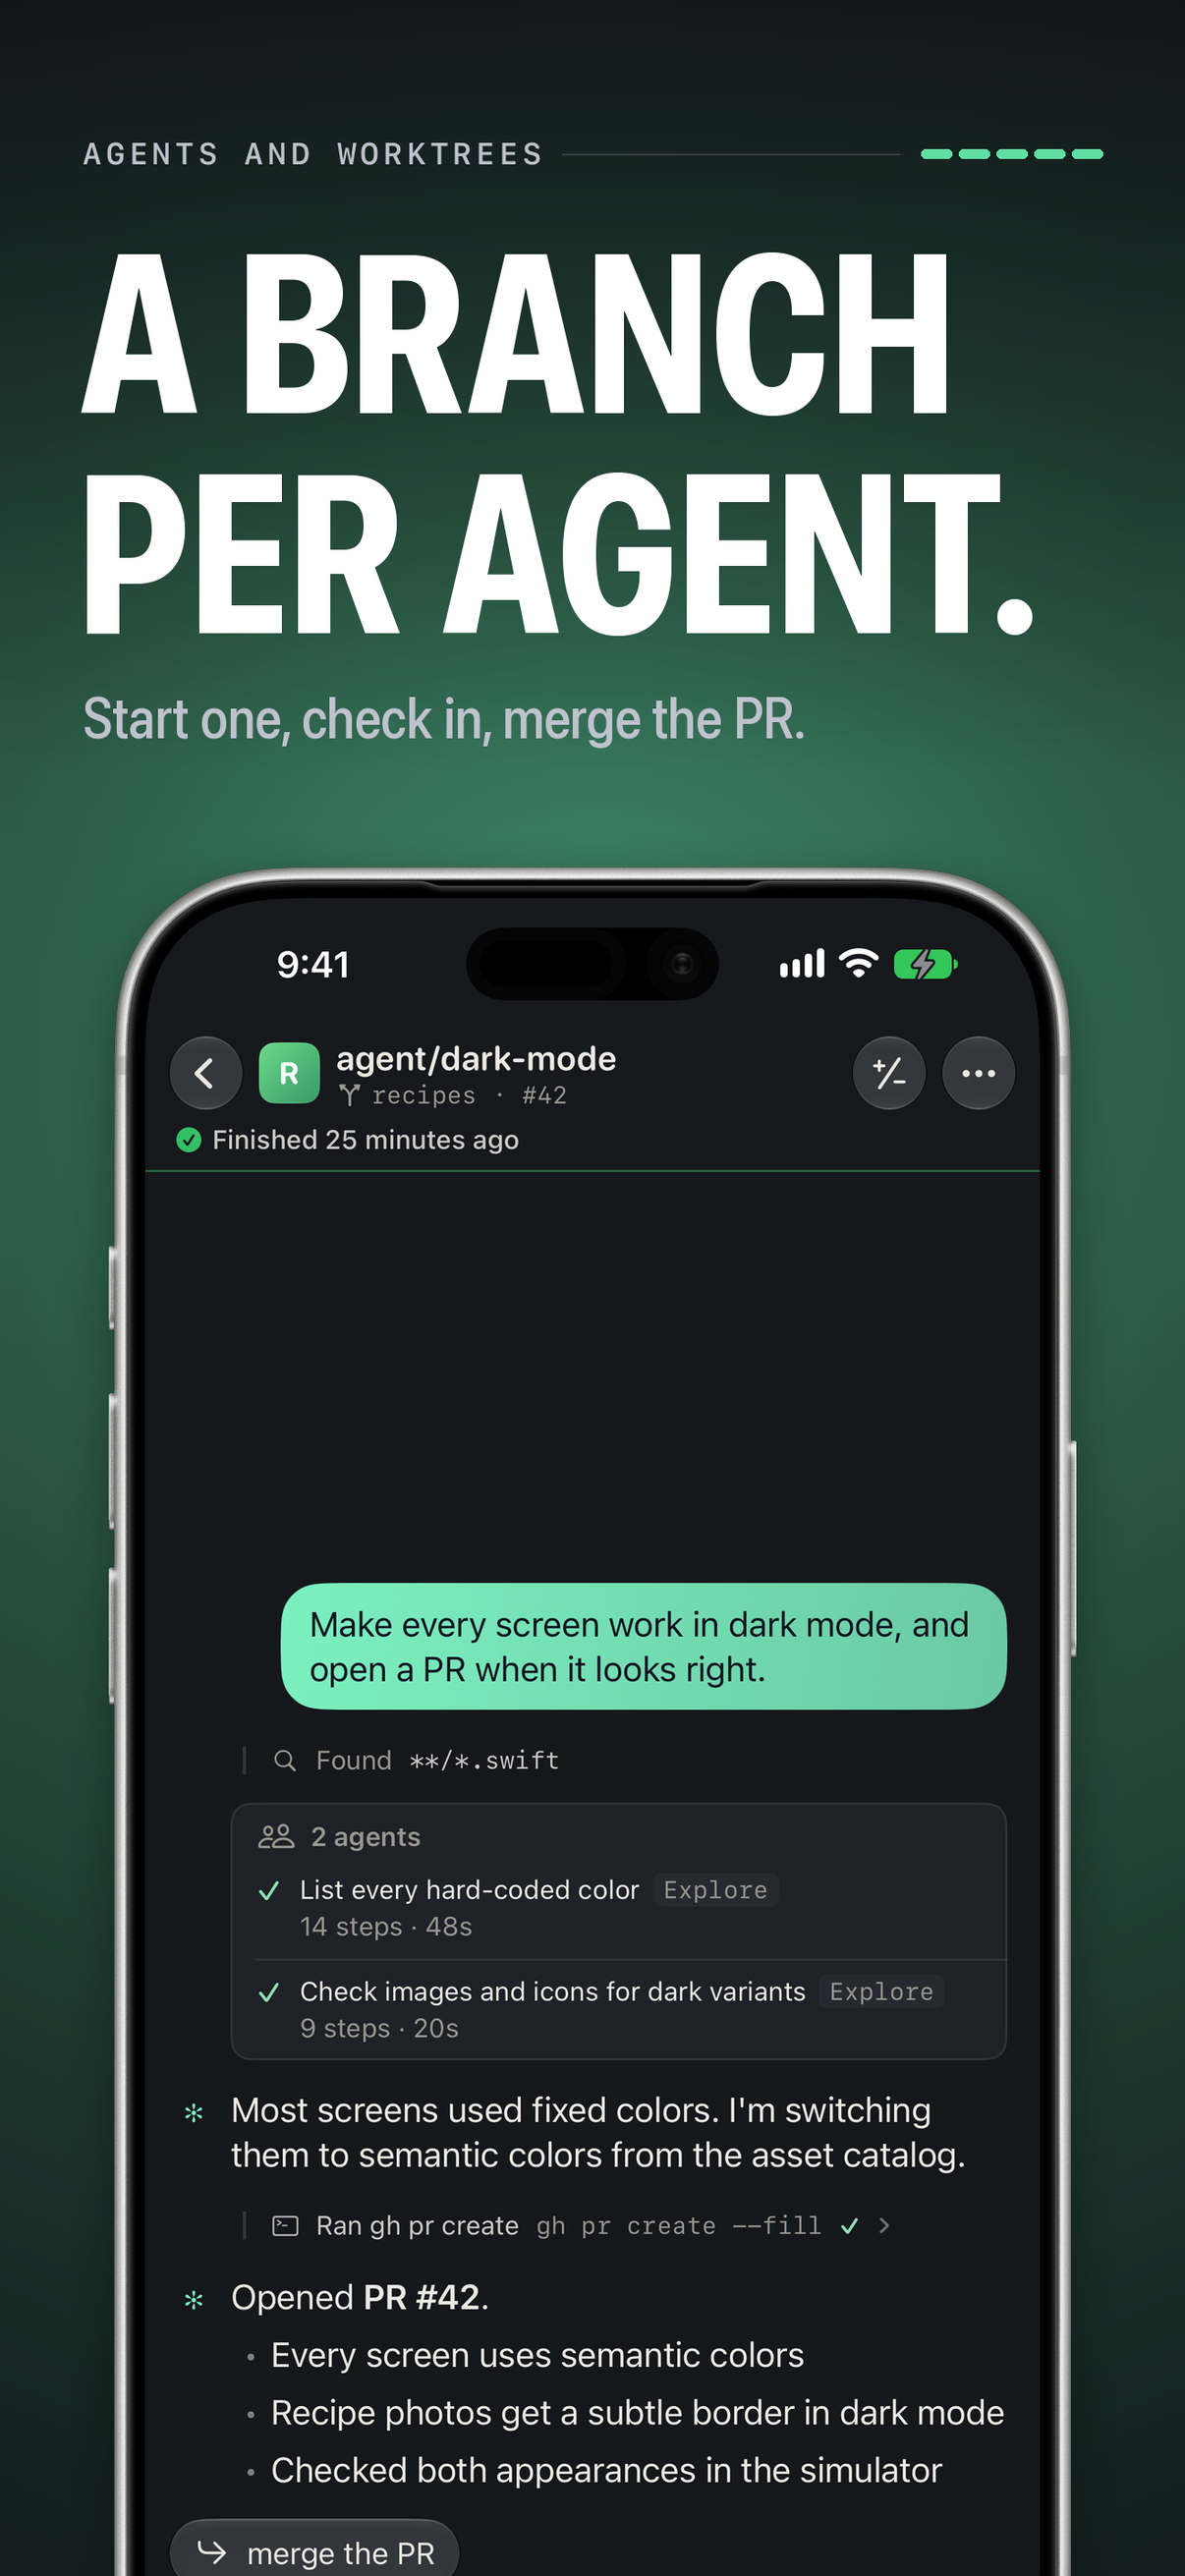 AGENTS AND WORKTREES
A BRANCH
PER AGENT.
Start one, check in, merge the PR.
9:41
R
agent/dark-mode
recipes · #42
Finished 25 minutes ago
Make every screen work in dark mode, and
open a PR when it looks right.
Found **/*.swift
2 agents
List every hard-coded color Explore
14 steps · 48s
Check images and icons for dark variants Explore
9 steps · 20s
Most screens used fixed colors. I'm switching
them to semantic colors from the asset catalog.
Ran gh pr create gh pr create --fill
Opened PR #42.
• Every screen uses semantic colors
• Recipe photos get a subtle border in dark mode
• Checked both appearances in the simulator
merge the PR